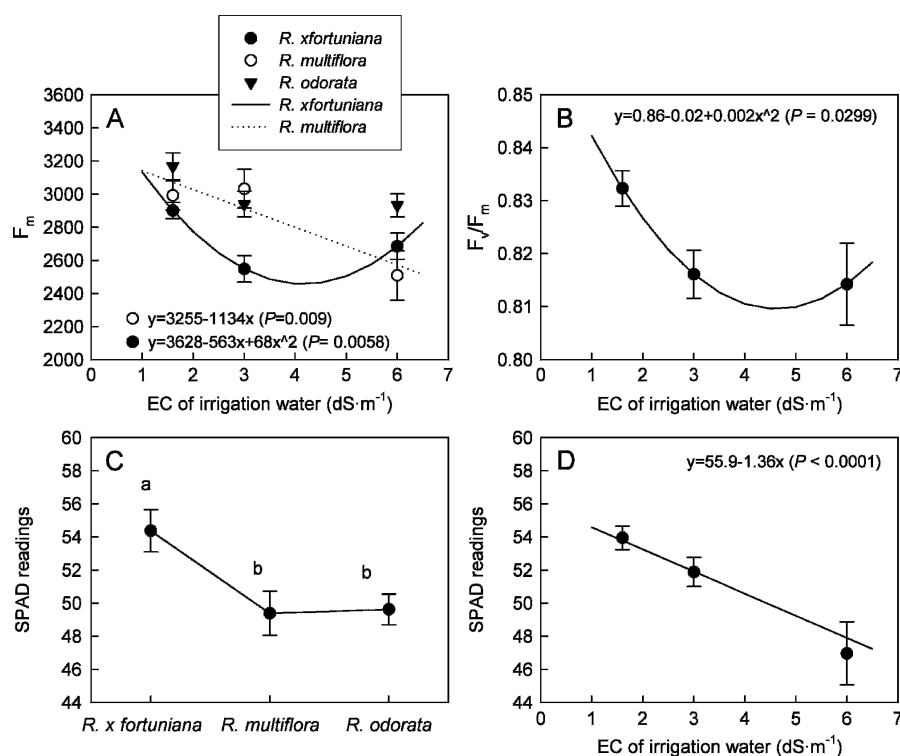 R. xfortuniana
R. multiflora
R. odorata
R. xfortuniana
R. multiflora
A
3600
3400
3200
3000
2800
2600
2400
2200
2000
Fm
y=3255-1134x (P=0.009)
y=3628-563x+68x^2 (P= 0.0058)
0 1 2 3 4 5 6 7
EC of irrigation water (dS·m-1)
B
y=0.86-0.02+0.002x^2 (P = 0.0299)
0.85
0.84
0.83
0.82
0.81
0.80
Fv/Fm
0 1 2 3 4 5 6 7
EC of irrigation water (dS·m-1)
C
60
58
56
54
52
50
48
46
44
SPAD readings
a
b
b
R. x fortuniana R. multiflora R. odorata
D
y=55.9-1.36x (P < 0.0001)
60
58
56
54
52
50
48
46
44
SPAD readings
0 1 2 3 4 5 6 7
EC of irrigation water (dS·m-1)